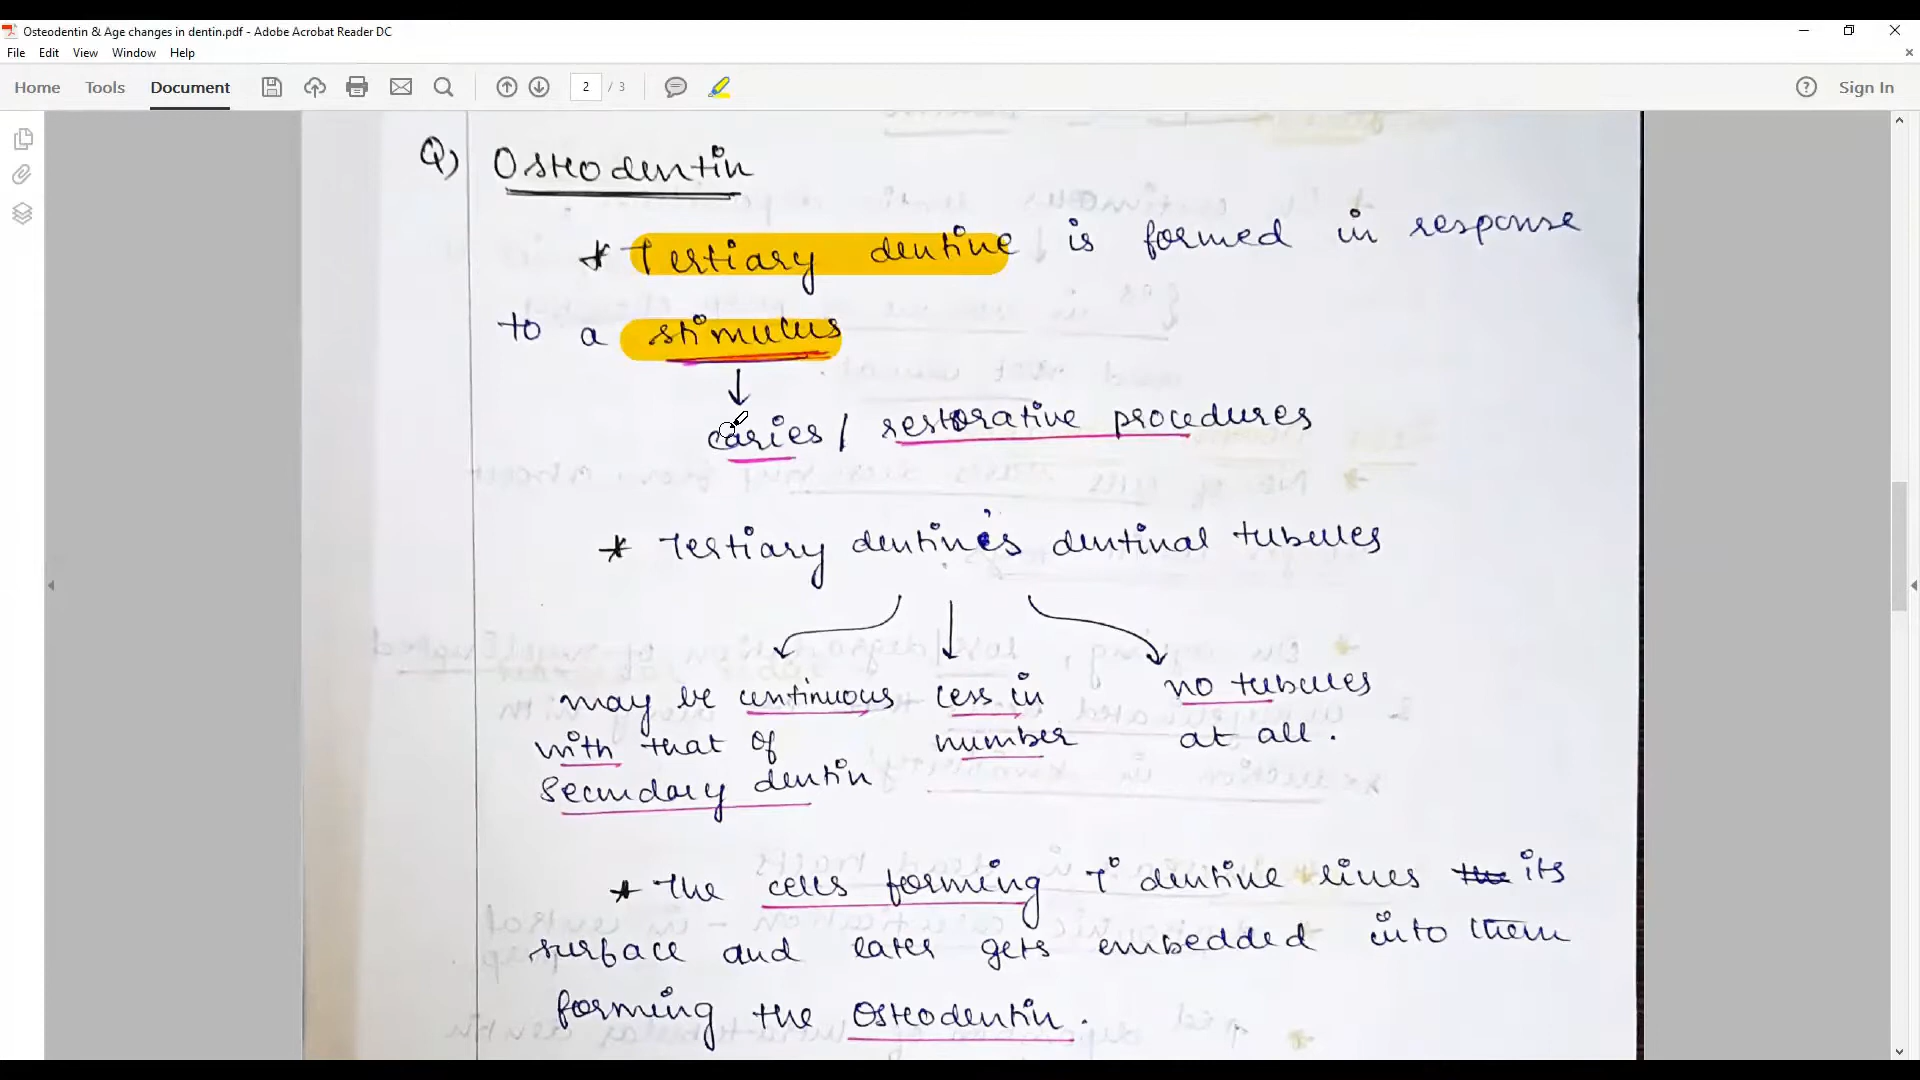 Osteodentin & Age changes in dentin.pdf - Adobe Acrobat Reader DC
File Edit View Window Help
Home Tools Document 2 / 3 Sign In
Q) Osteodentin
* Tertiary dentine is formed in response
to a stimulus
↓
caries / restorative procedures
* Tertiary dentine's dentinal tubules
may be continuous less in no tubules
with that of number at all.
Secondary dentin
* The cells forming T° dentine lines the its
surface and later gets embedded into them
forming the Osteodentin.